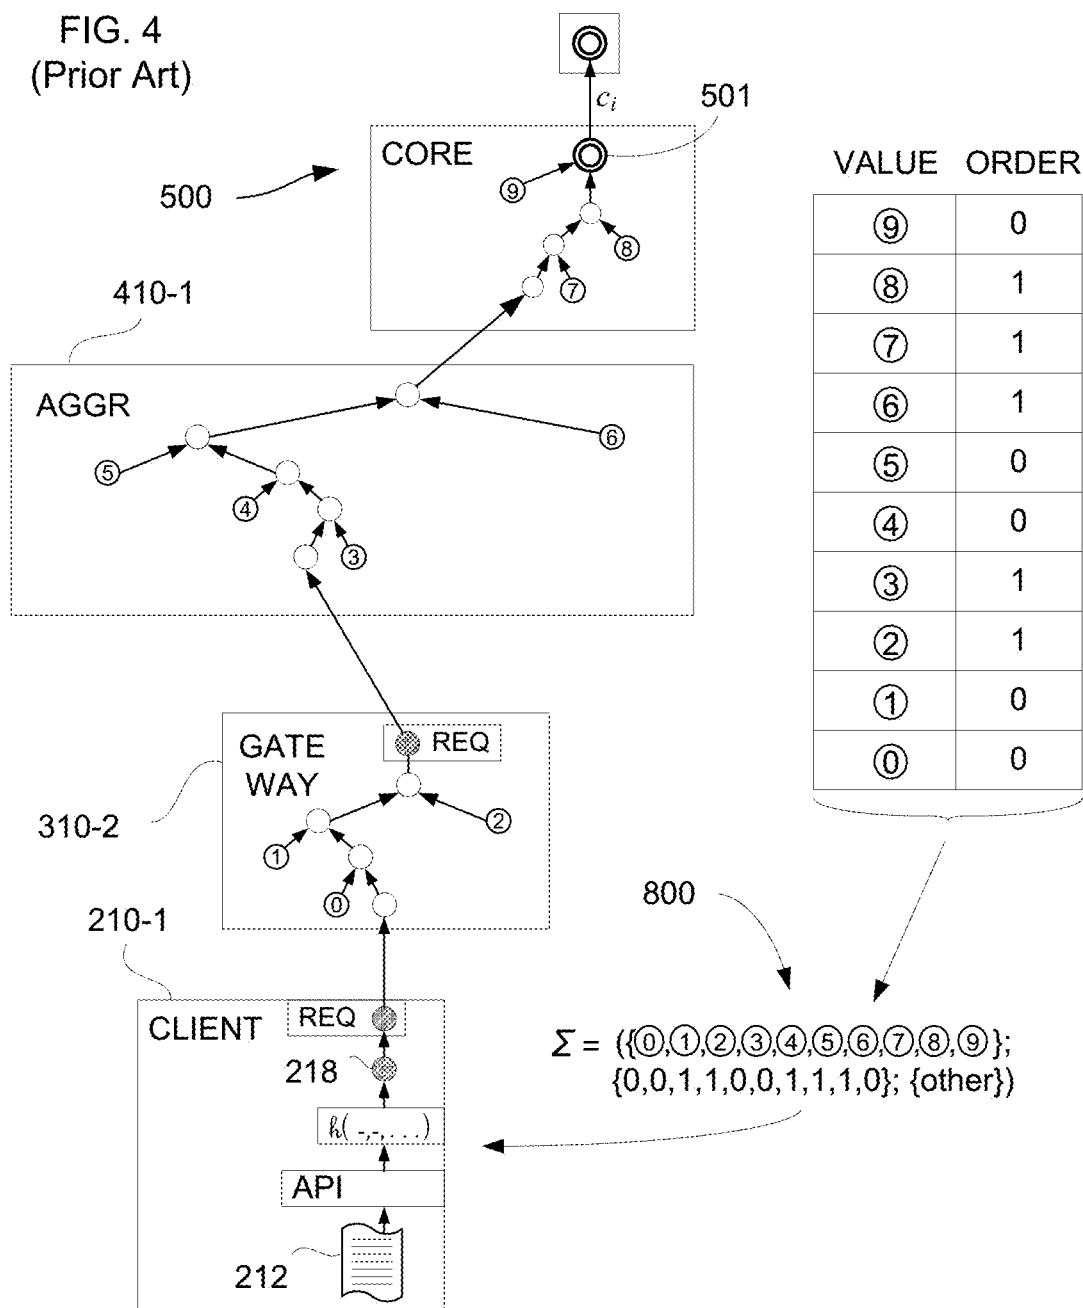 FIG. 4
(Prior Art)
c_i
501
CORE
500
⑨
⑧
⑦
410-1
AGGR
⑥
⑤
④
③
GATE
WAY
REQ
310-2
②
①
⓪
210-1
CLIENT
REQ
218
h( -,-, . . . )
API
212
VALUE ORDER
⑨ 0
⑧ 1
⑦ 1
⑥ 1
⑤ 0
④ 0
③ 1
② 1
① 0
⓪ 0
800
Σ = ({⓪,①,②,③,④,⑤,⑥,⑦,⑧,⑨};
{0,0,1,1,0,0,1,1,1,0}; {other})